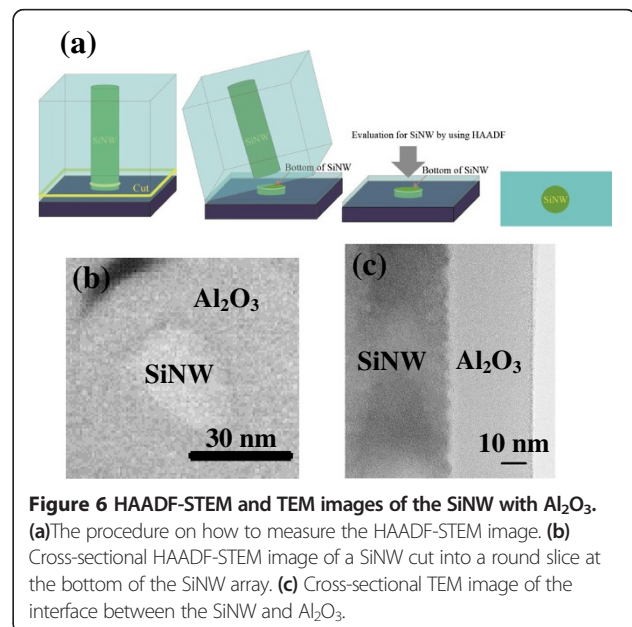 (a)
SiNW
Cut
SiNW
Bottom of SiNW
Evaluation for SiNW by using HAADF
Bottom of SiNW
SiNW
(b)
Al₂O₃
SiNW
30 nm
(c)
SiNW
Al₂O₃
10 nm
Figure 6 HAADF-STEM and TEM images of the SiNW with Al₂O₃.
(a)The procedure on how to measure the HAADF-STEM image. (b)
Cross-sectional HAADF-STEM image of a SiNW cut into a round slice at
the bottom of the SiNW array. (c) Cross-sectional TEM image of the
interface between the SiNW and Al₂O₃.